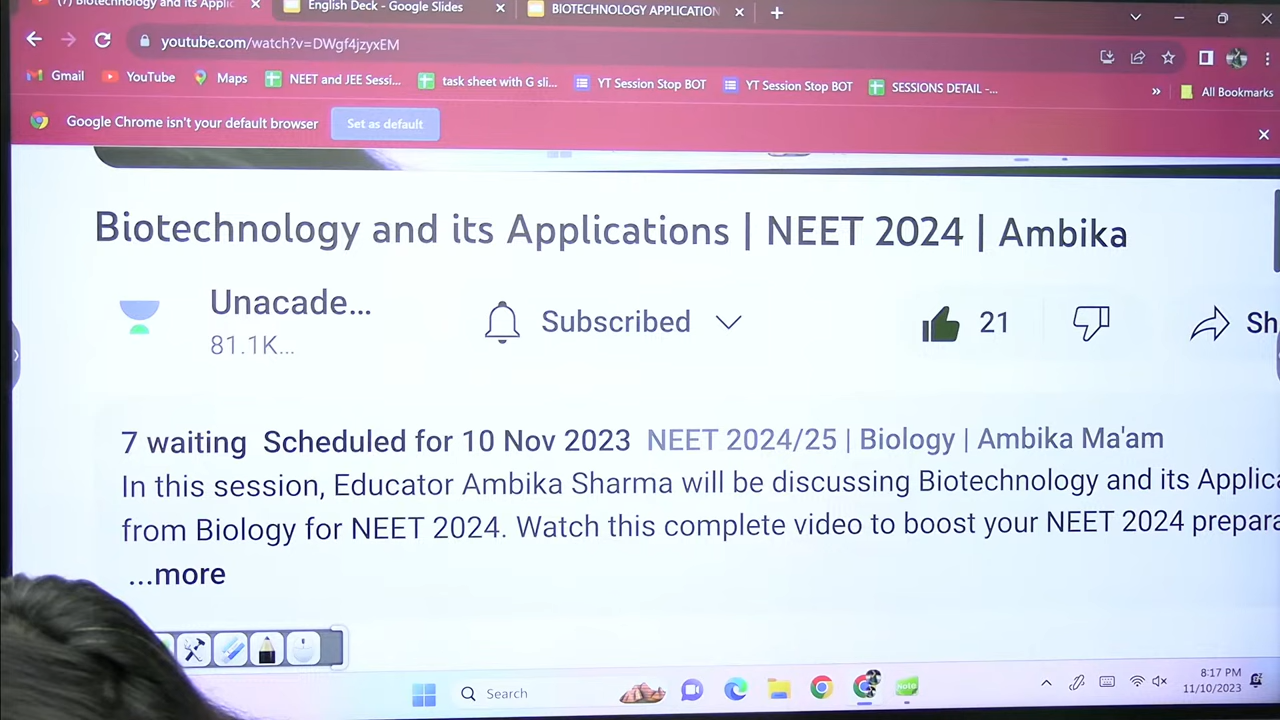 (7) Biotechnology and its Applic
English Deck - Google Slides
BIOTECHNOLOGY APPLICATION
youtube.com/watch?v=DWgf4jzyxEM
Gmail
YouTube
Maps
NEET and JEE Sessi...
task sheet with G sli...
YT Session Stop BOT
YT Session Stop BOT
SESSIONS DETAIL -...
All Bookmarks
Google Chrome isn't your default browser
Set as default
Biotechnology and its Applications | NEET 2024 | Ambika
Unacade...
81.1K...
Subscribed
21
Sh
7 waiting Scheduled for 10 Nov 2023 NEET 2024/25 | Biology | Ambika Ma'am
In this session, Educator Ambika Sharma will be discussing Biotechnology and its Applica
from Biology for NEET 2024. Watch this complete video to boost your NEET 2024 prepara
...more
Search
8:17 PM
11/10/2023